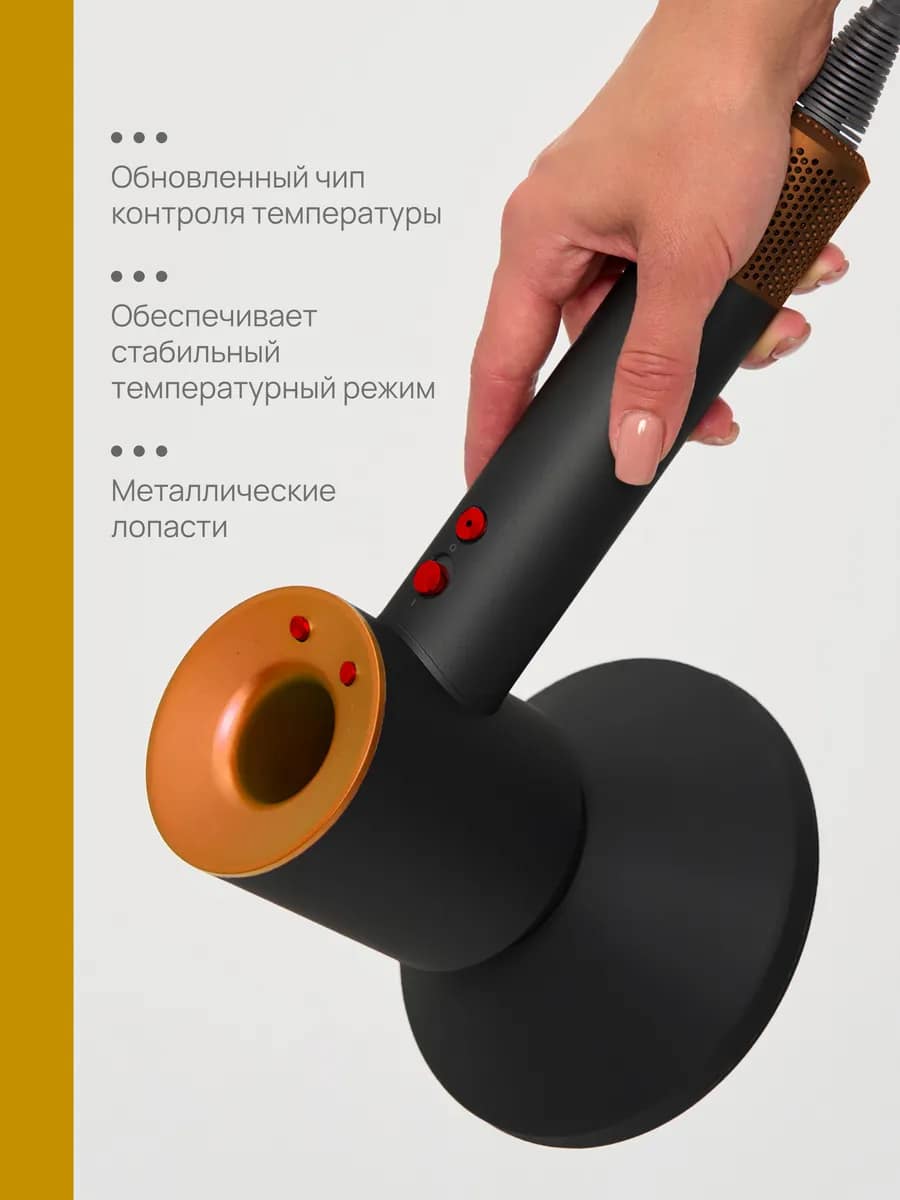 Обновленный чип
контроля температуры
Обеспечивает
стабильный
температурный режим
Металлические
лопасти